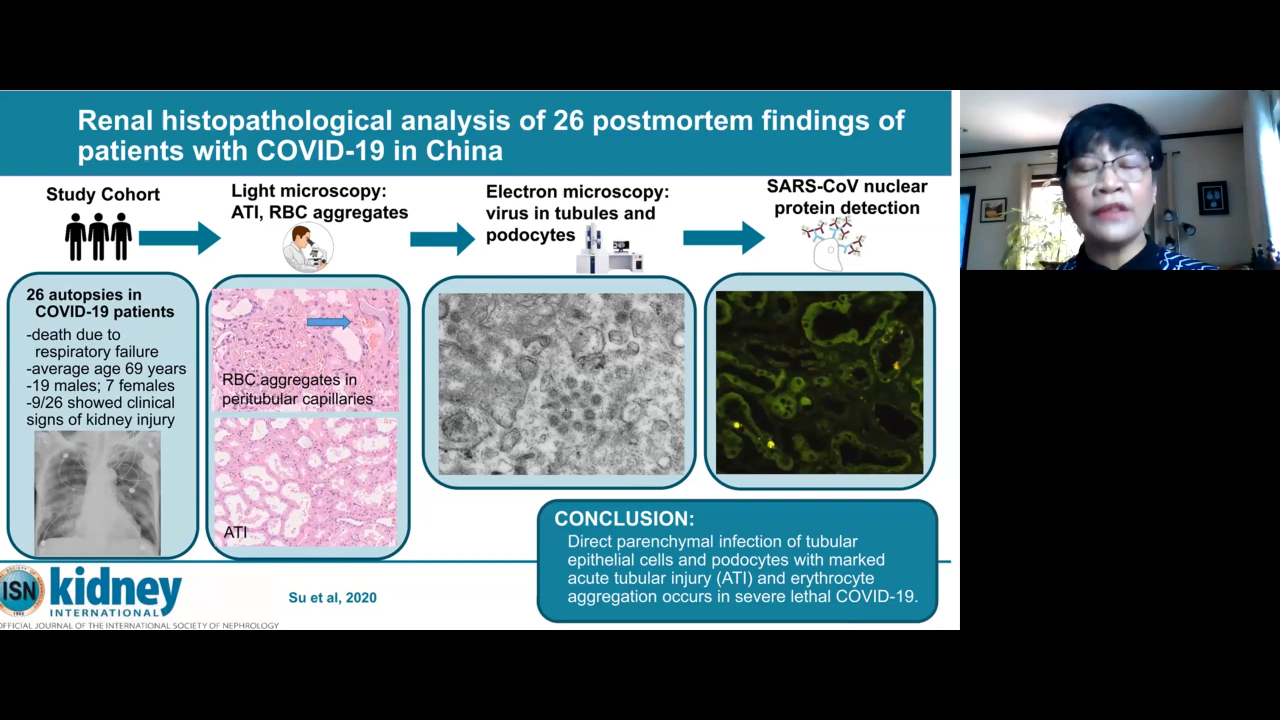 Renal histopathological analysis of 26 postmortem findings of
patients with COVID-19 in China
Study Cohort
Light microscopy:
ATI, RBC aggregates
Electron microscopy:
virus in tubules and
podocytes
SARS-CoV nuclear
protein detection
26 autopsies in
COVID-19 patients
-death due to
respiratory failure
-average age 69 years
-19 males; 7 females
-9/26 showed clinical
signs of kidney injury
RBC aggregates in
peritubular capillaries
ATI
CONCLUSION:
Direct parenchymal infection of tubular
epithelial cells and podocytes with marked
acute tubular injury (ATI) and erythrocyte
aggregation occurs in severe lethal COVID-19.
ISN
kidney
INTERNATIONAL
OFFICIAL JOURNAL OF THE INTERNATIONAL SOCIETY OF NEPHROLOGY
Su et al, 2020